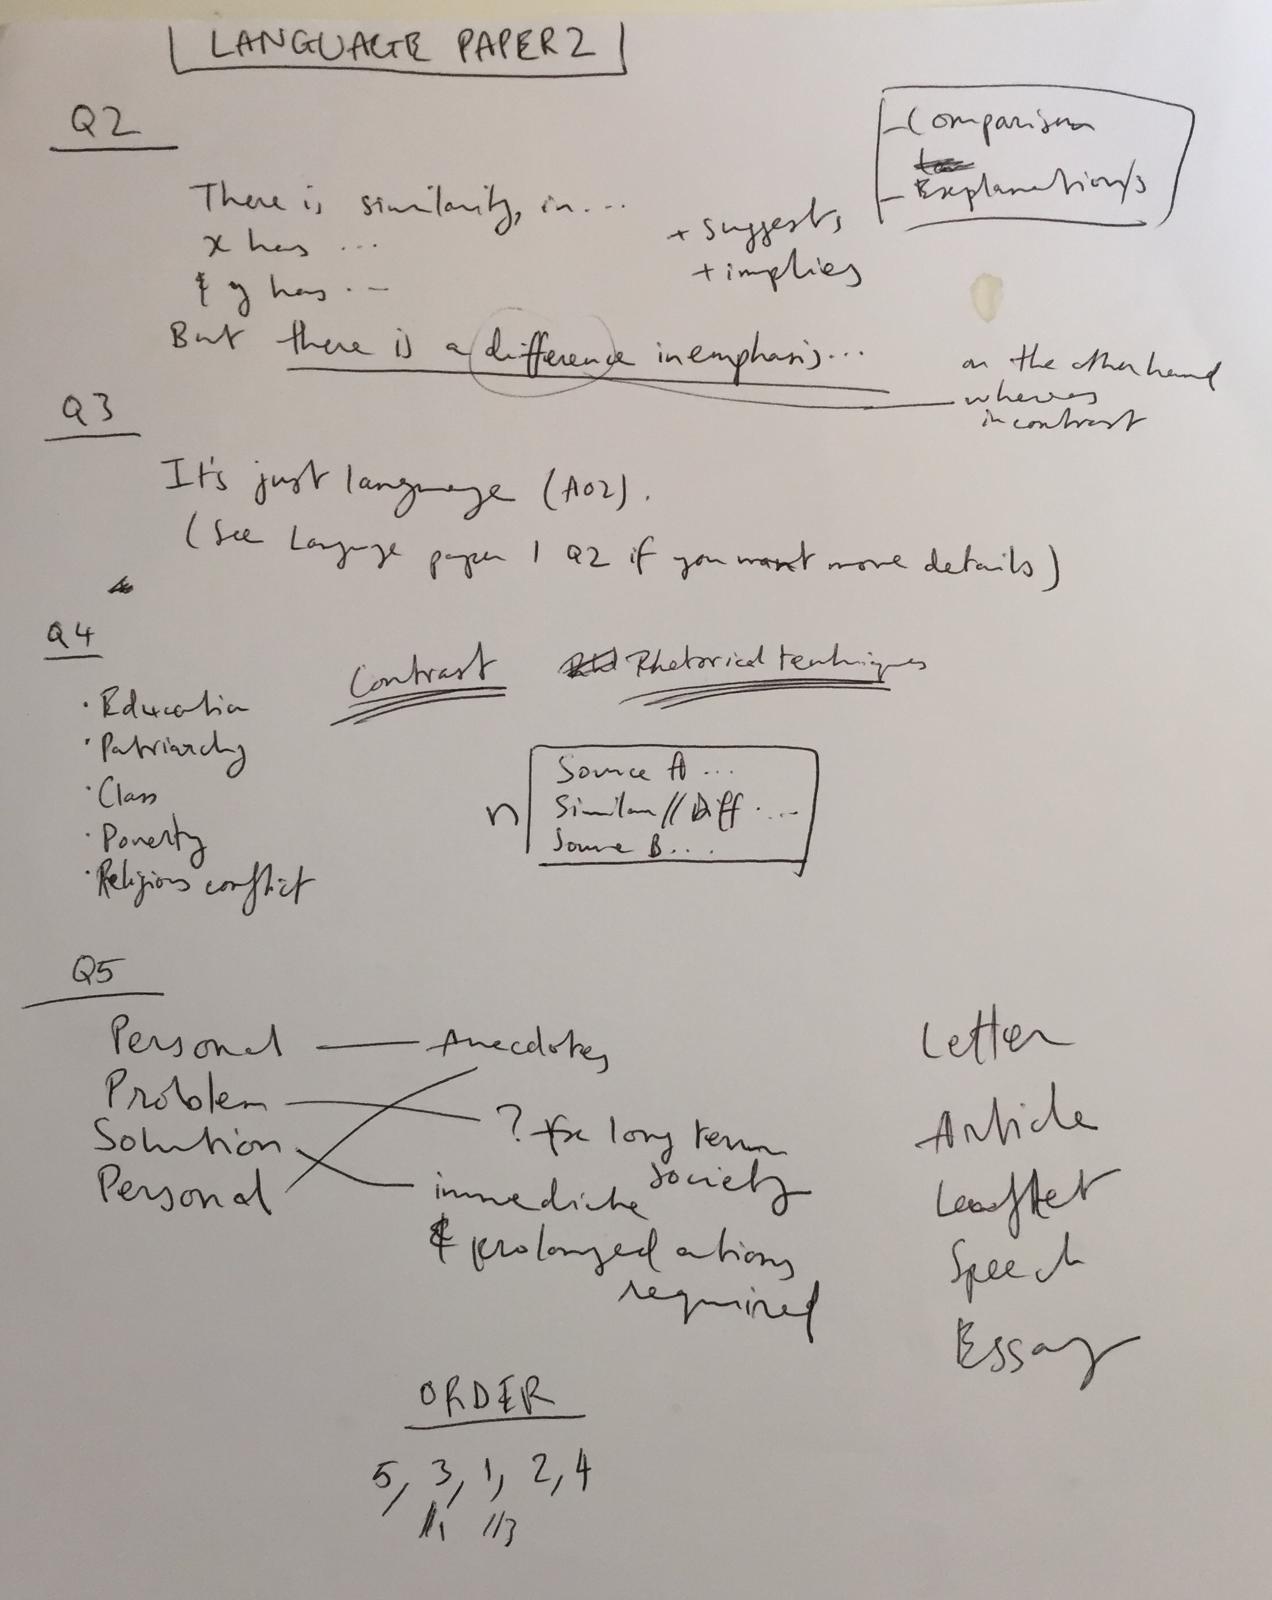 LANGUAGE PAPER 2
Q2
- Comparison
- Explanation/s
There is similarity, in...
x has ...
& y has ...
+ suggests
+ implies
But there is a difference in emphasis...
on the other hand
whereas
in contrast
Q3
It's just language (AO2).
(See Language paper 1 Q2 if you want more details)
Q4
Contrast
Rhetorical techniques
· Education
· Patriarchy
· Class
· Poverty
· Religious conflict
n
Source A ...
Similar // Diff ....
Source B....
Q5
Personal — Anecdotes
Problem — ? for long term
society
Solution — immediate
& prolonged actions
required
Personal
Letter
Article
Leaflet
Speech
Essay
ORDER
5, 3, 1, 2, 4
//1 //3